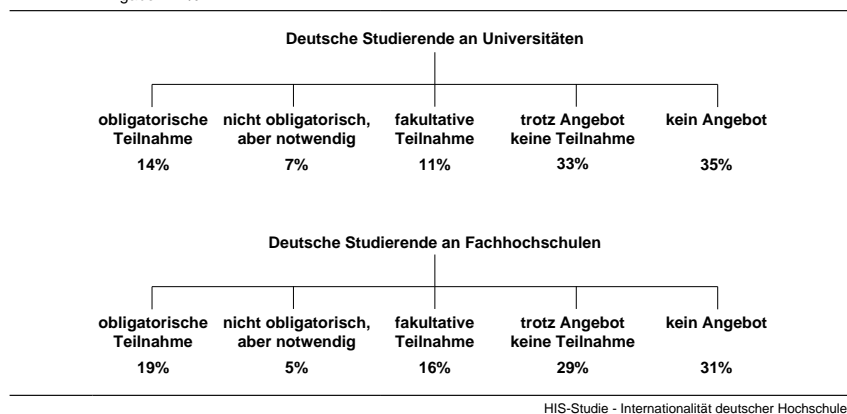 Deutsche Studierende an Universitäten
obligatorische nicht obligatorisch, fakultative trotz Angebot kein Angebot
Teilnahme aber notwendig Teilnahme keine Teilnahme
14% 7% 11% 33% 35%
Deutsche Studierende an Fachhochschulen
obligatorische nicht obligatorisch, fakultative trotz Angebot kein Angebot
Teilnahme aber notwendig Teilnahme keine Teilnahme
19% 5% 16% 29% 31%
HIS-Studie - Internationalität deutscher Hochschule